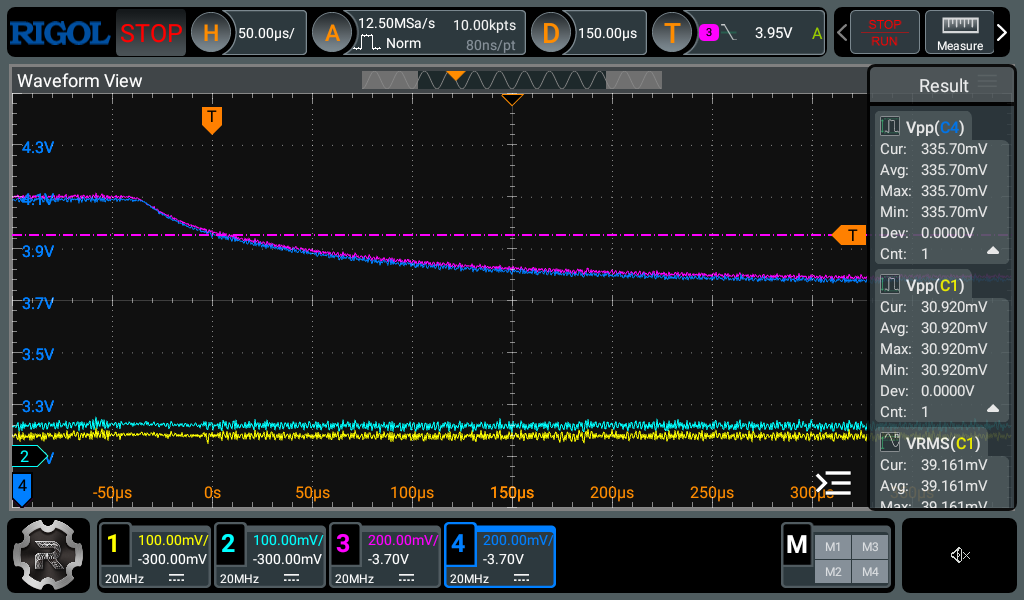 RIGOL STOP H 50.00µs/ A 12.50MSa/s 10.00kpts D 150.00µs T 3 3.95V A STOP Measure
Norm 80ns/pt RUN
Waveform View
Result
T
4.3V
4.1V
3.9V
3.7V
3.5V
3.3V
T
2 V
4
-50µs 0s 50µs 100µs 150µs 200µs 250µs 300µs
Vpp(C4)
Cur: 335.70mV
Avg: 335.70mV
Max: 335.70mV
Min: 335.70mV
Dev: 0.0000V
Cnt: 1
Vpp(C1)
Cur: 30.920mV
Avg: 30.920mV
Max: 30.920mV
Min: 30.920mV
Dev: 0.0000V
Cnt: 1
VRMS(C1)
Cur: 39.161mV
Avg: 39.161mV
Max: 39.161mV
R
1 100.00mV/
-300.00mV
20MHz
2 100.00mV/
-300.00mV
20MHz
3 200.00mV/
-3.70V
20MHz
4 200.00mV/
-3.70V
20MHz
M M1 M3
M2 M4